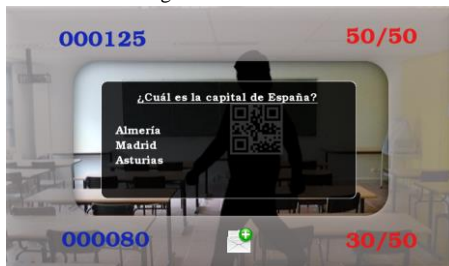 000125
50/50
¿Cuál es la capital de España?
Almería
Madrid
Asturias
000080
30/50